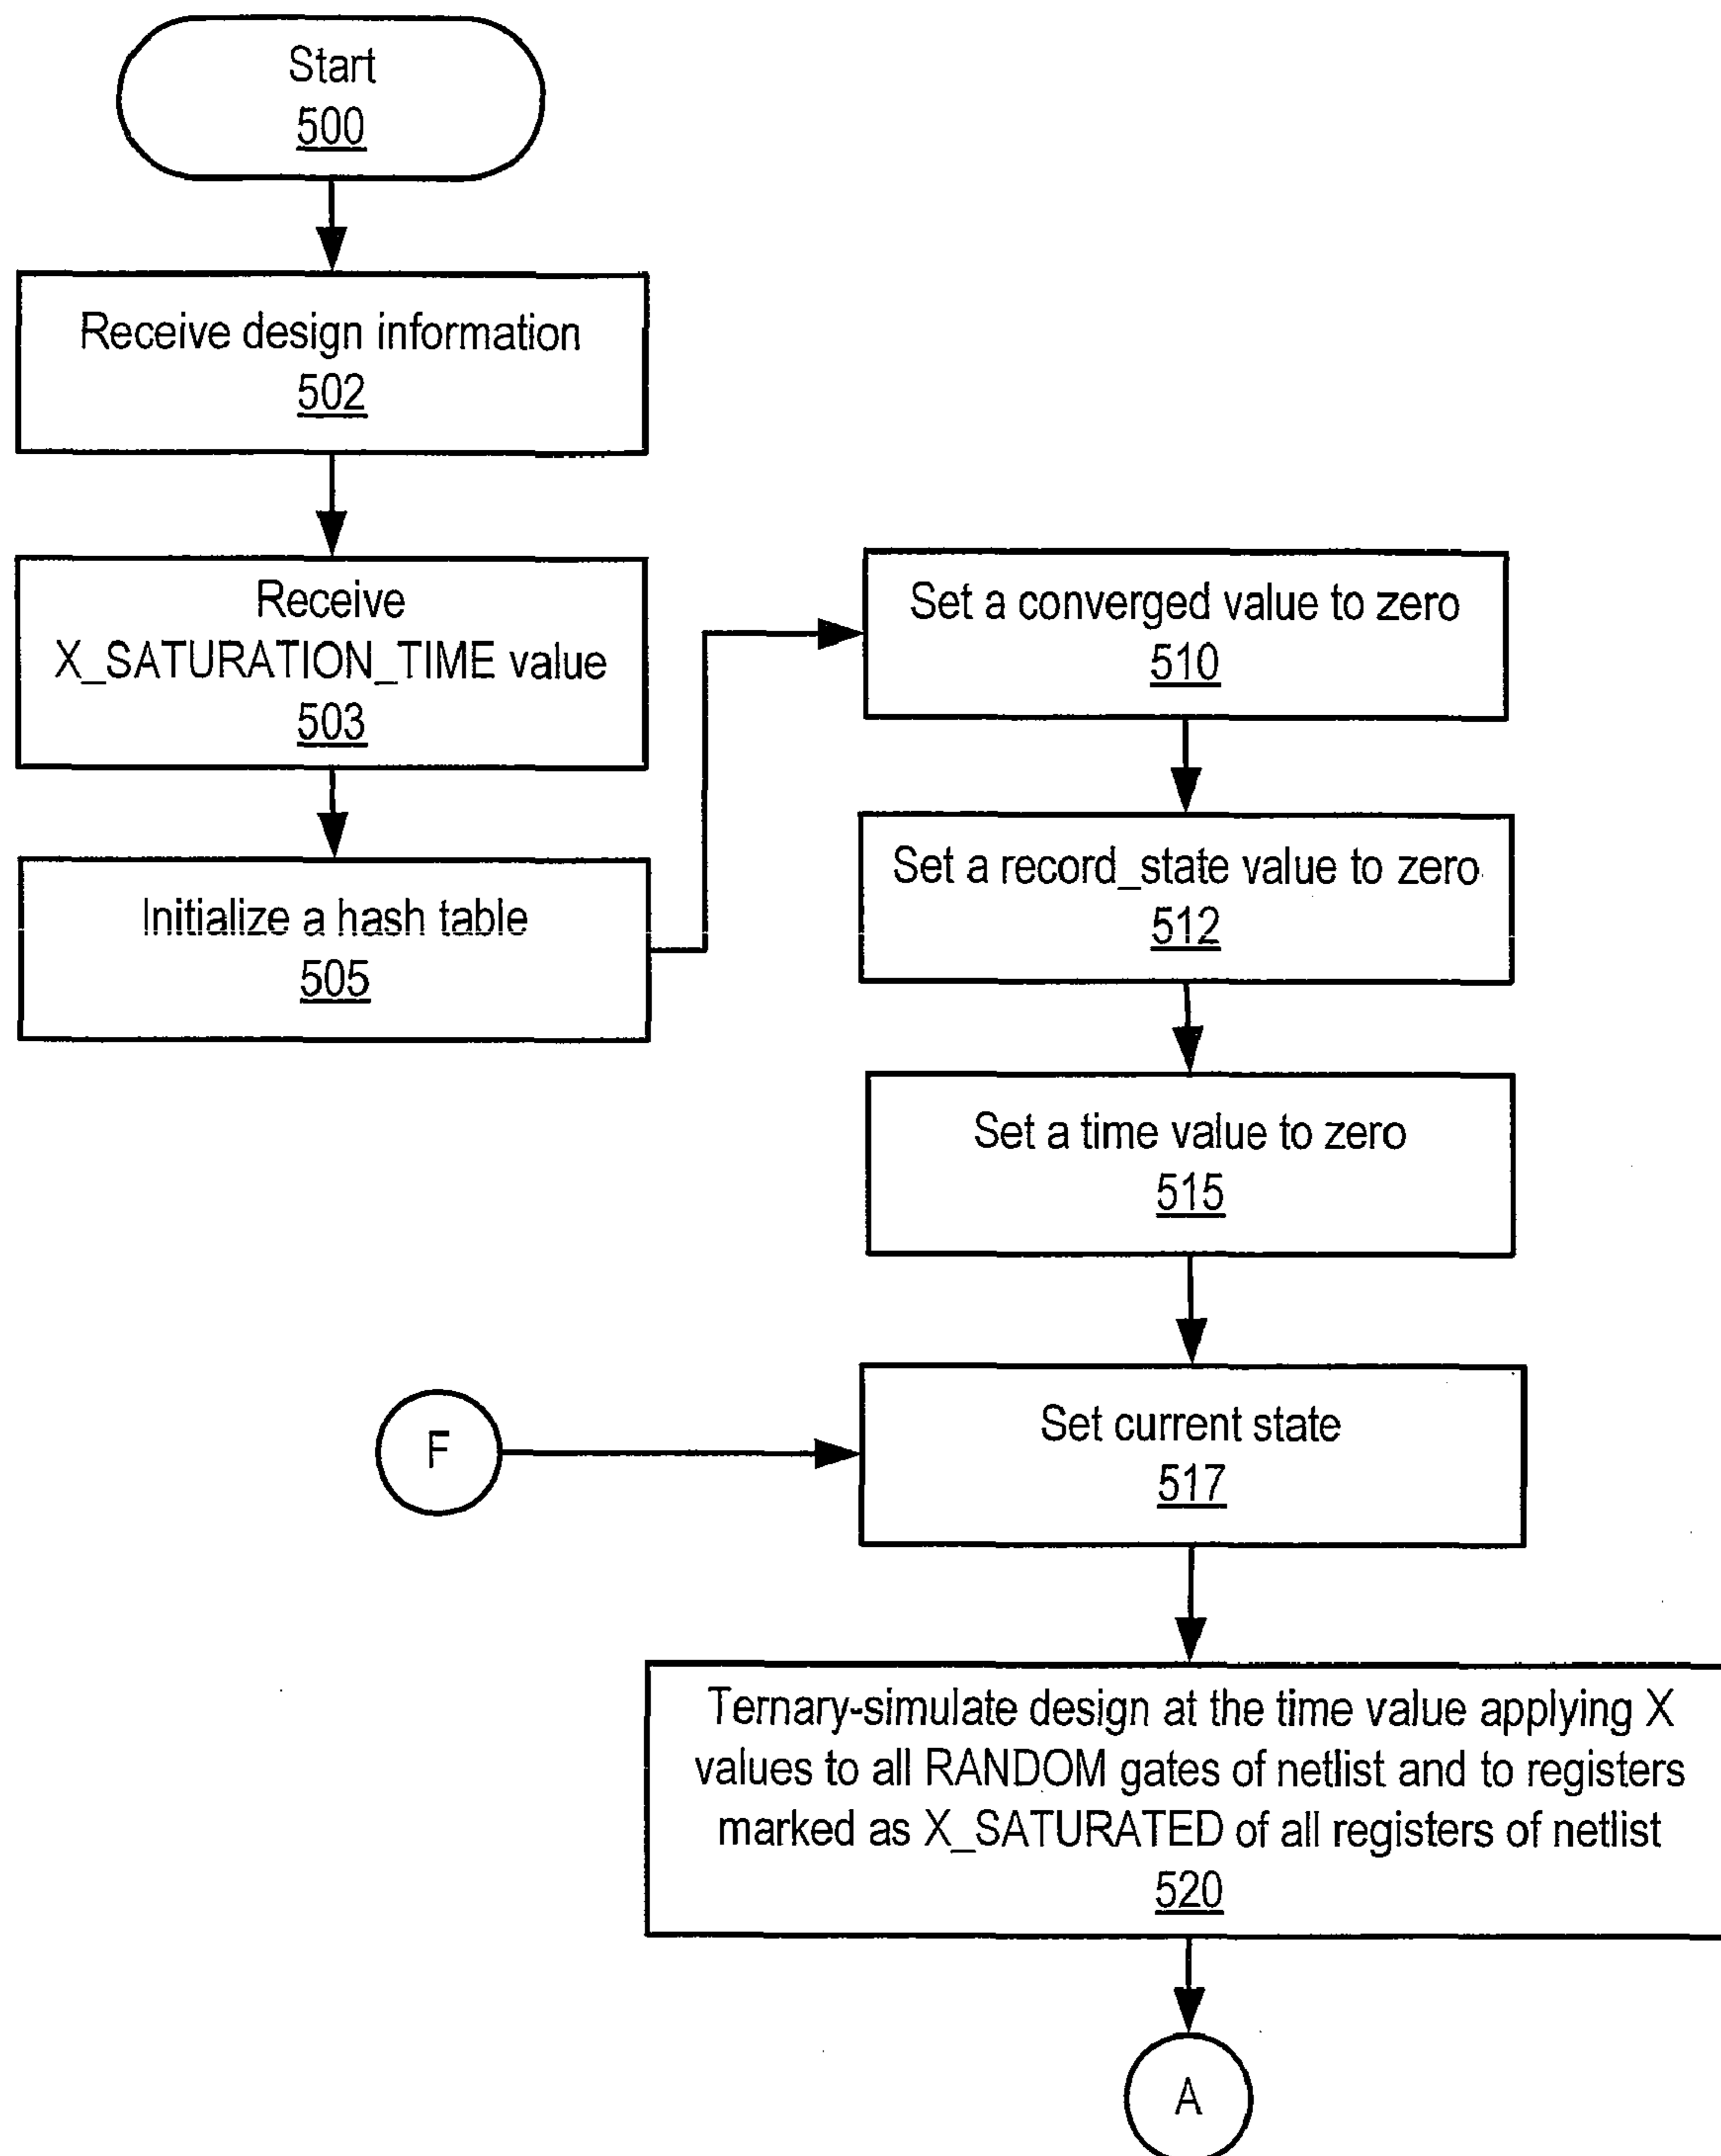 Start
500
Receive design information
502
Receive
X_SATURATION_TIME value
503
Initialize a hash table
505
Set a converged value to zero
510
Set a record_state value to zero
512
Set a time value to zero
515
F
Set current state
517
Ternary-simulate design at the time value applying X
values to all RANDOM gates of netlist and to registers
marked as X_SATURATED of all registers of netlist
520
A